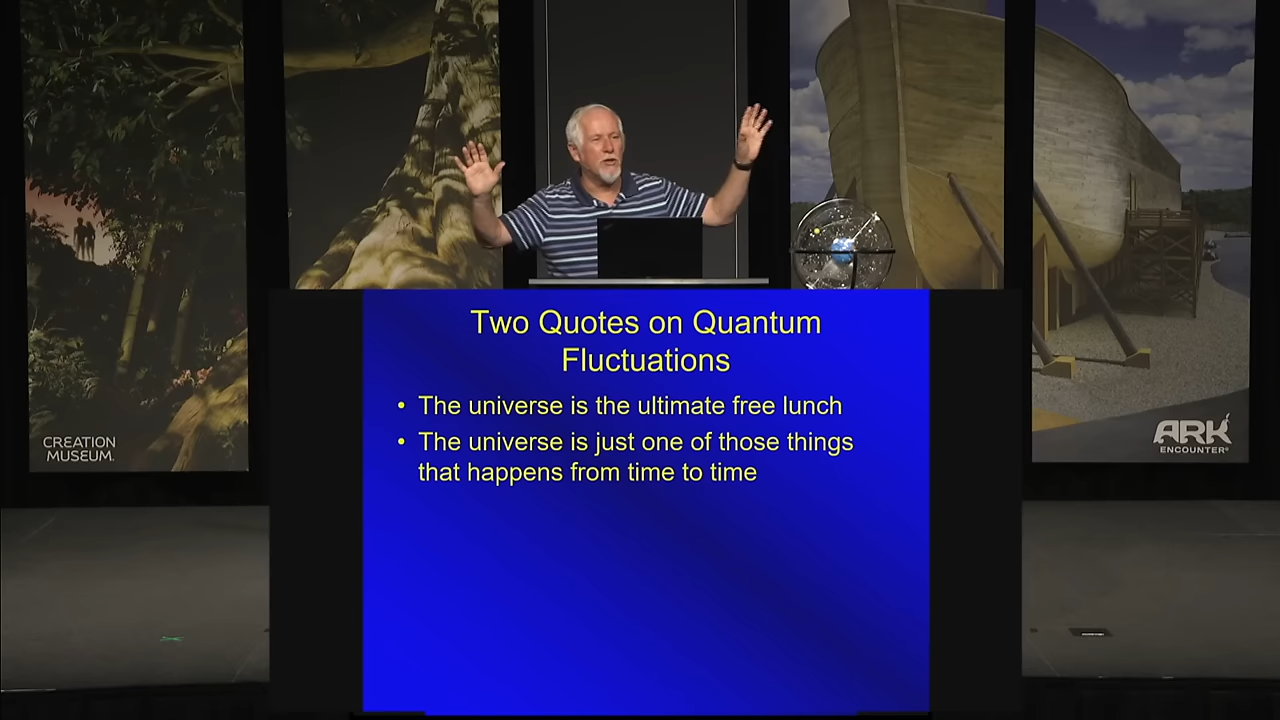 Two Quotes on Quantum
Fluctuations
• The universe is the ultimate free lunch
• The universe is just one of those things
that happens from time to time
CREATION
MUSEUM.
ARK
ENCOUNTER®